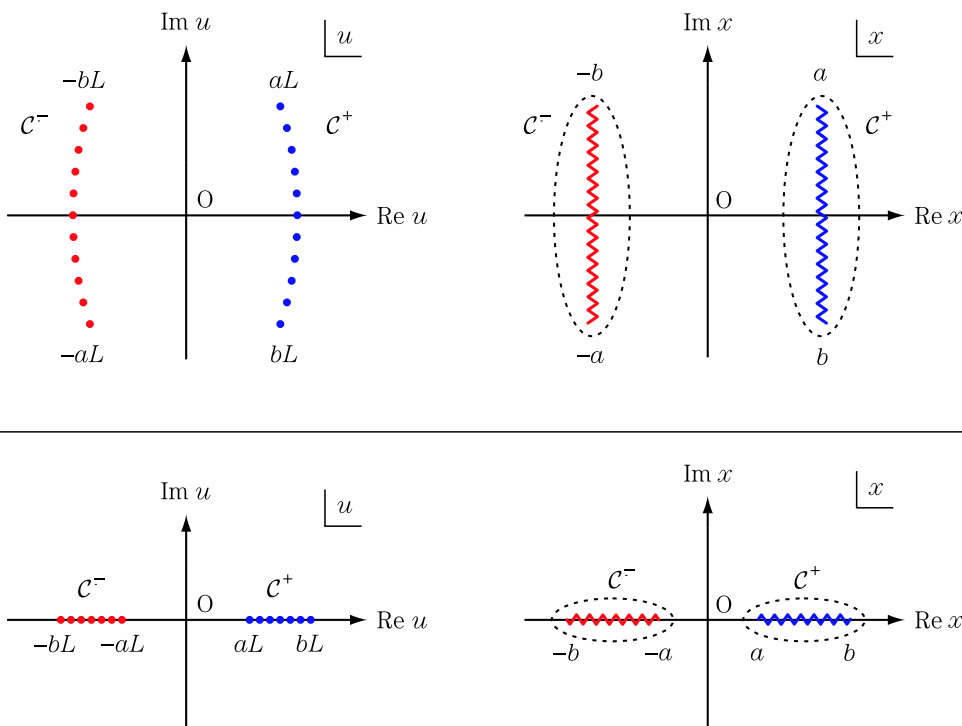 Im u
u
Im x
x
−bL
aL
−b
a
C−
C+
C−
C+
O
Re u
O
Re x
−aL
bL
−a
b
Im u
u
Im x
x
C−
C+
C−
C+
O
Re u
O
Re x
−bL
−aL
aL
bL
−b
−a
a
b